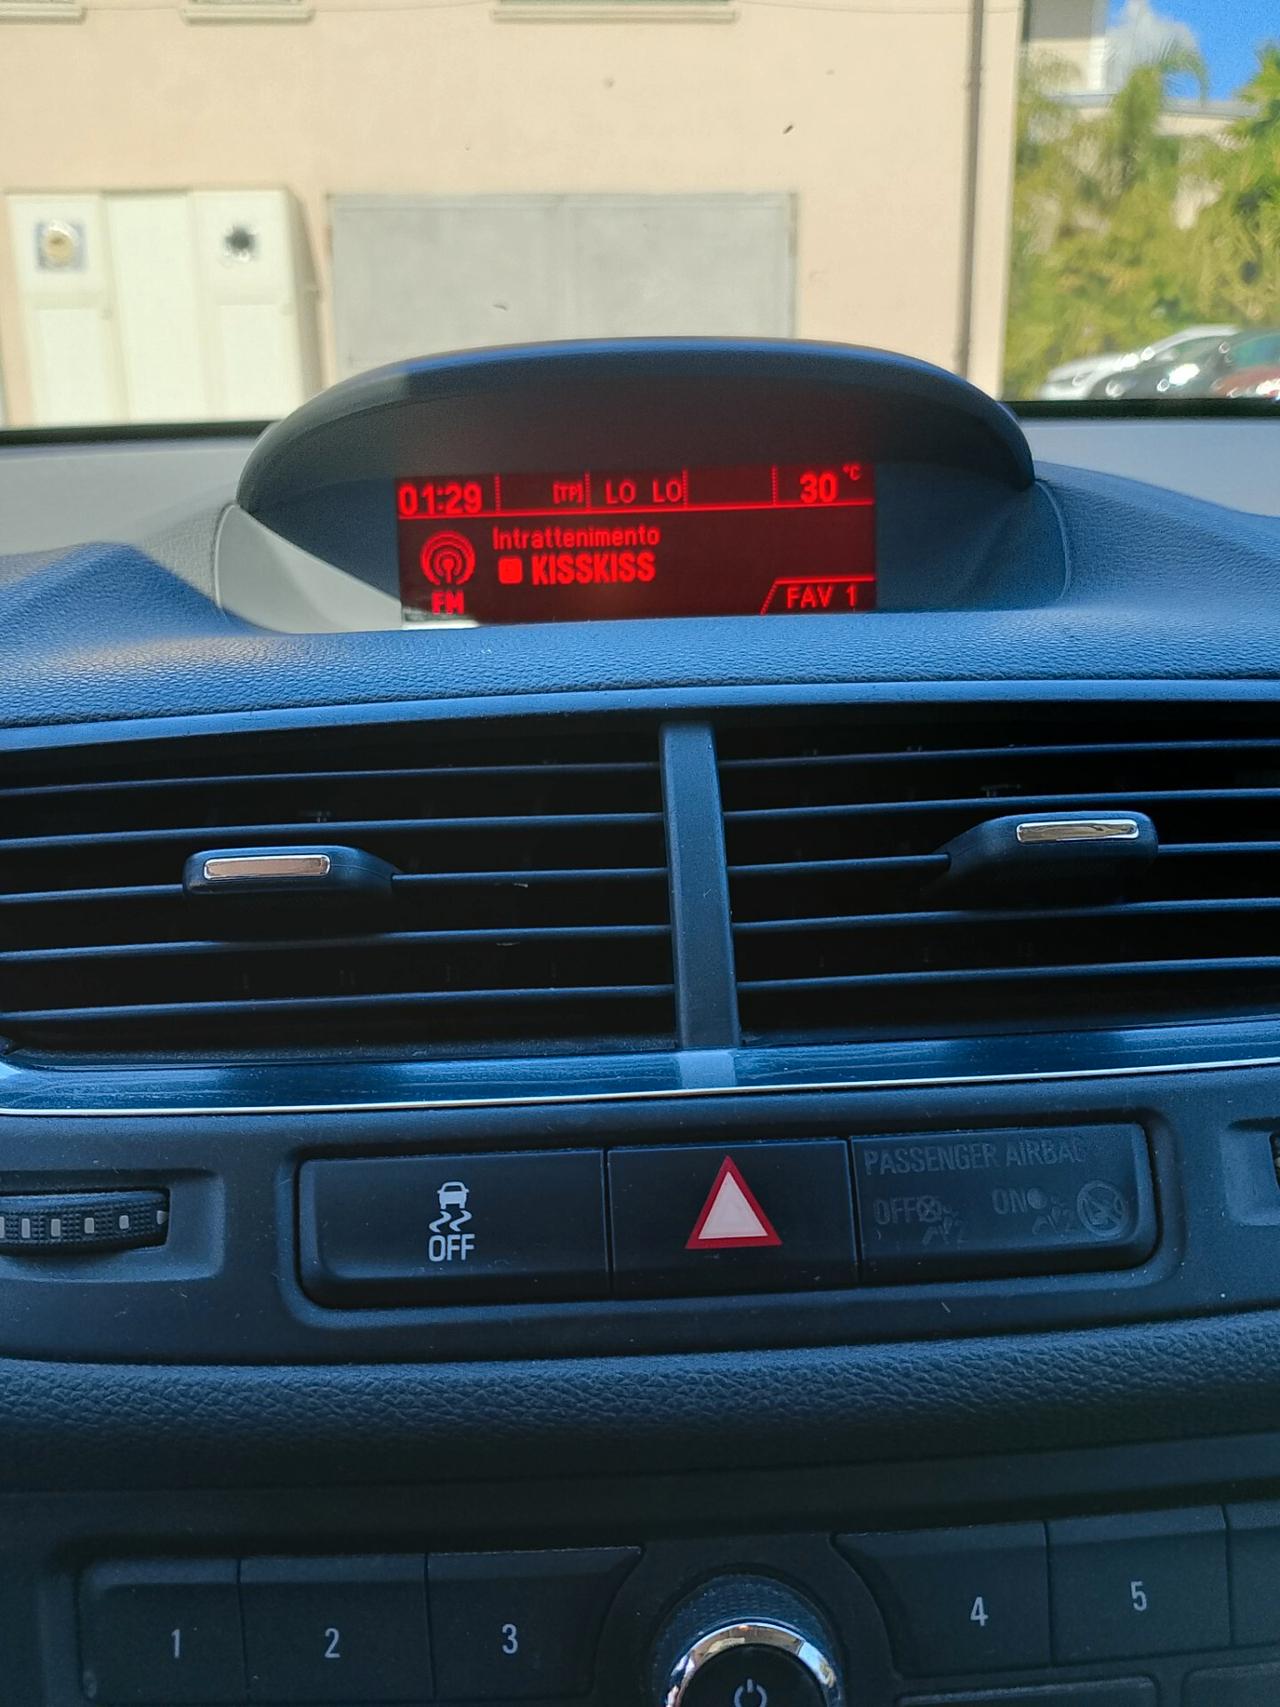 01:29 [TP] LO LO 30 °C
Intrattenimento
KISSKISS
FM
FAV 1
PASSENGER AIRBAG
OFF ON
OFF
1 2 3 4 5